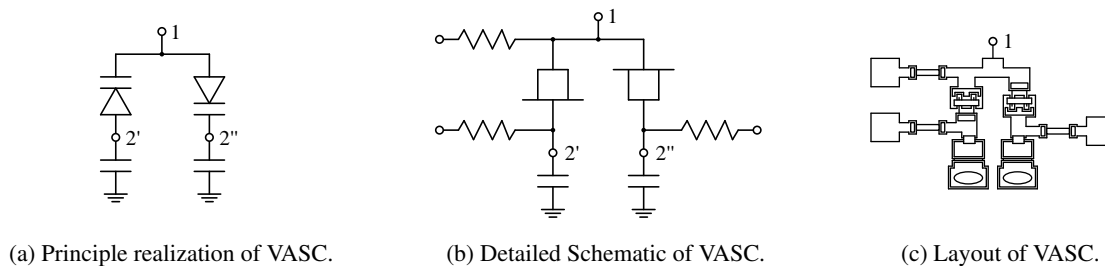 1
2'
2''
1
2'
2''
1
(a) Principle realization of VASC.
(b) Detailed Schematic of VASC.
(c) Layout of VASC.